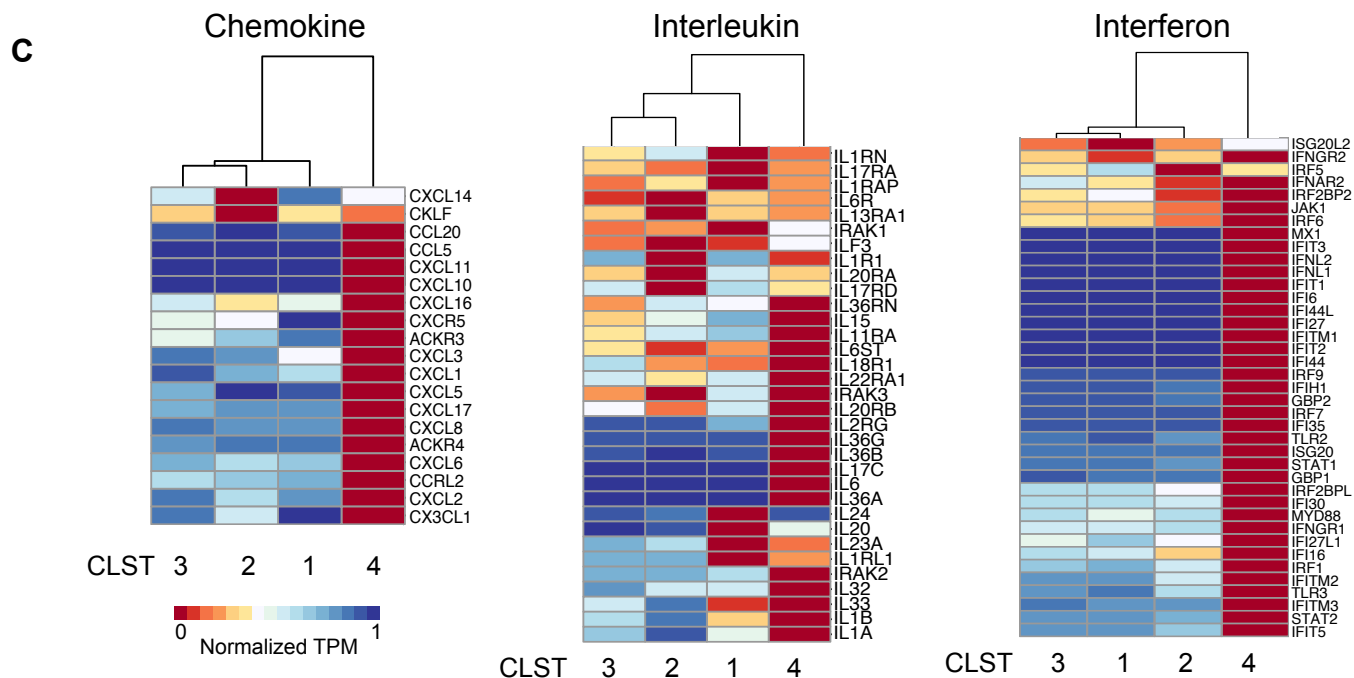 C
Chemokine
CXCL14
CKLF
CCL20
CCL5
CXCL11
CXCL10
CXCL16
CXCR5
ACKR3
CXCL3
CXCL1
CXCL5
CXCL17
CXCL8
ACKR4
CXCL6
CCRL2
CXCL2
CX3CL1
CLST 3 2 1 4
0 1
Normalized TPM
Interleukin
IL1RN
IL17RA
IL1RAP
IL6R
IL13RA1
IRAK1
ILF3
IL1R1
IL20RA
IL17RD
IL36RN
IL15
IL11RA
IL6ST
IL18R1
IL22RA1
IRAK3
IL20RB
IL2RG
IL36G
IL36B
IL17C
IL6
IL36A
IL24
IL20
IL23A
IL1RL1
IRAK2
IL32
IL33
IL1B
IL1A
CLST 3 2 1 4
Interferon
ISG20L2
IFNGR2
IRF5
IFNAR2
IRF2BP2
JAK1
IRF6
MX1
IFIT3
IFNL2
IFNL1
IFIT1
IFI6
IFI44L
IFI27
IFITM1
IFIT2
IFI44
IRF9
IFIH1
GBP2
IRF7
IFI35
TLR2
ISG20
STAT1
GBP1
IRF2BPL
IFI30
MYD88
IFNGR1
IFI27L1
IFI16
IRF1
IFITM2
TLR3
IFITM3
STAT2
IFIT5
CLST 3 1 2 4